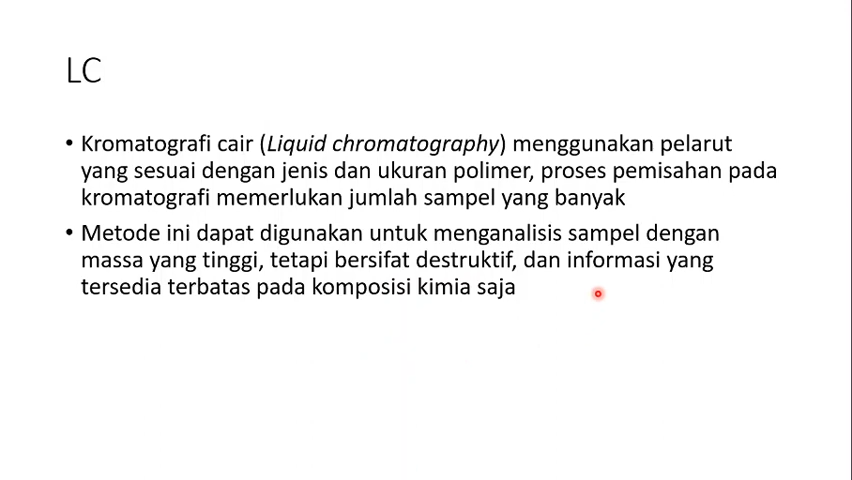 LC
• Kromatografi cair (Liquid chromatography) menggunakan pelarut
yang sesuai dengan jenis dan ukuran polimer, proses pemisahan pada
kromatografi memerlukan jumlah sampel yang banyak
• Metode ini dapat digunakan untuk menganalisis sampel dengan
massa yang tinggi, tetapi bersifat destruktif, dan informasi yang
tersedia terbatas pada komposisi kimia saja